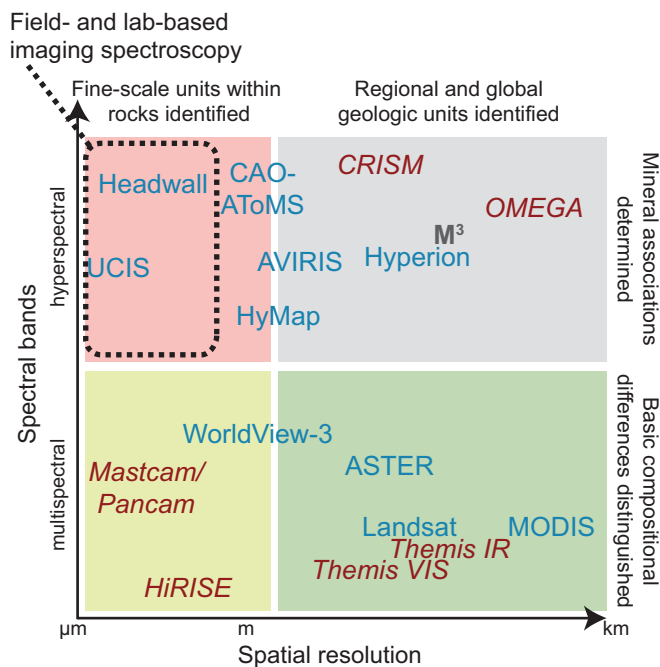 Field- and lab-based
imaging spectroscopy
Fine-scale units within
rocks identified
Regional and global
geologic units identified
Spectral bands
hyperspectral
multispectral
Headwall
CAO-
AToMS
UCIS
AVIRIS
HyMap
CRISM
OMEGA
M³
Hyperion
Mineral associations
determined
WorldView-3
Mastcam/
Pancam
HiRISE
ASTER
Landsat
MODIS
Themis IR
Themis VIS
Basic compositional
differences distinguished
µm
m
km
Spatial resolution